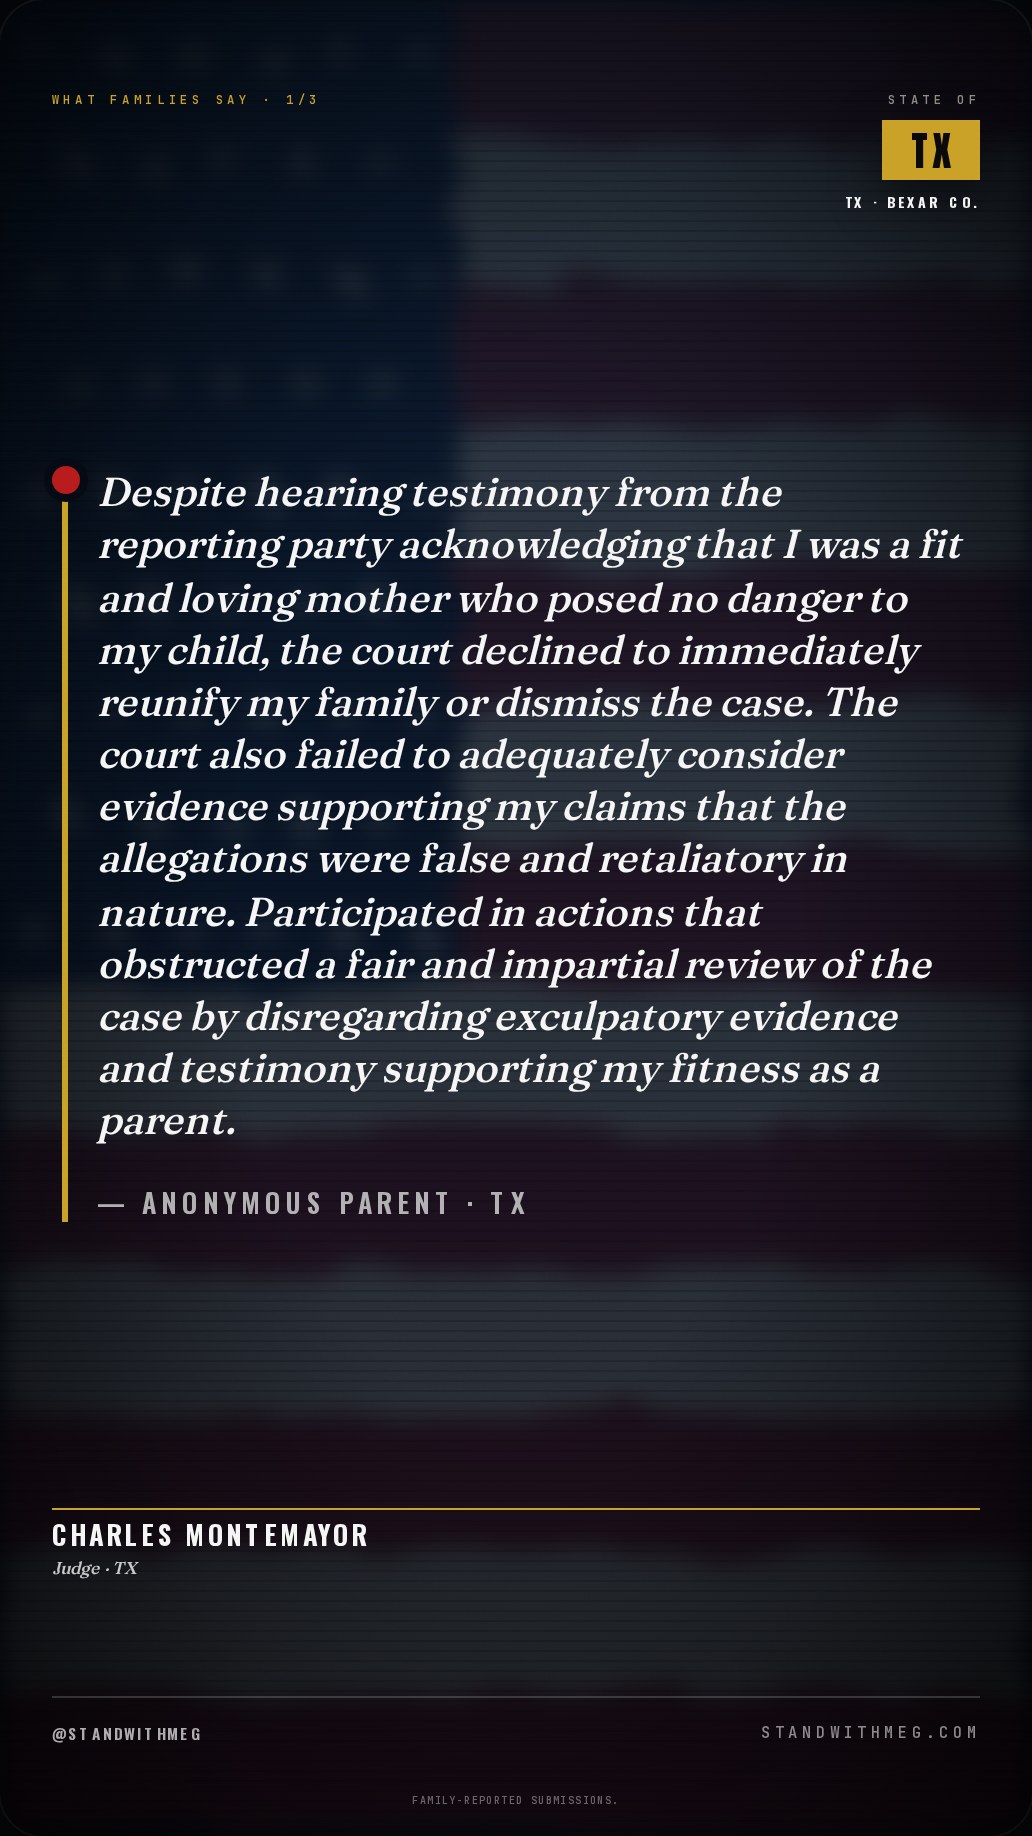 WHAT FAMILIES SAY · 1/3
STATE OF
TX
TX · BEXAR CO.
Despite hearing testimony from the
reporting party acknowledging that I was a fit
and loving mother who posed no danger to
my child, the court declined to immediately
reunify my family or dismiss the case. The
court also failed to adequately consider
evidence supporting my claims that the
allegations were false and retaliatory in
nature. Participated in actions that
obstructed a fair and impartial review of the
case by disregarding exculpatory evidence
and testimony supporting my fitness as a
parent.
— ANONYMOUS PARENT · TX
CHARLES MONTEMAYOR
Judge · TX
@STANDWITHMEG
STANDWITHMEG.COM
FAMILY-REPORTED SUBMISSIONS.